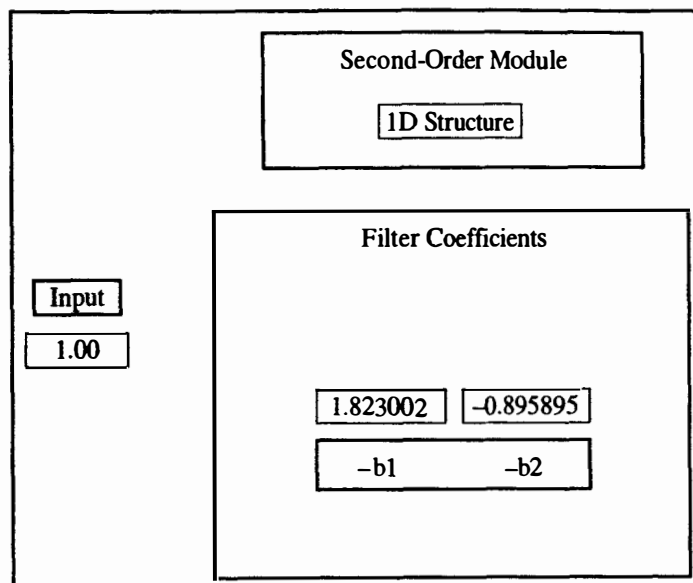 Second-Order Module
1D Structure
Filter Coefficients
Input
1.00
1.823002 –0.895895
–b1 –b2